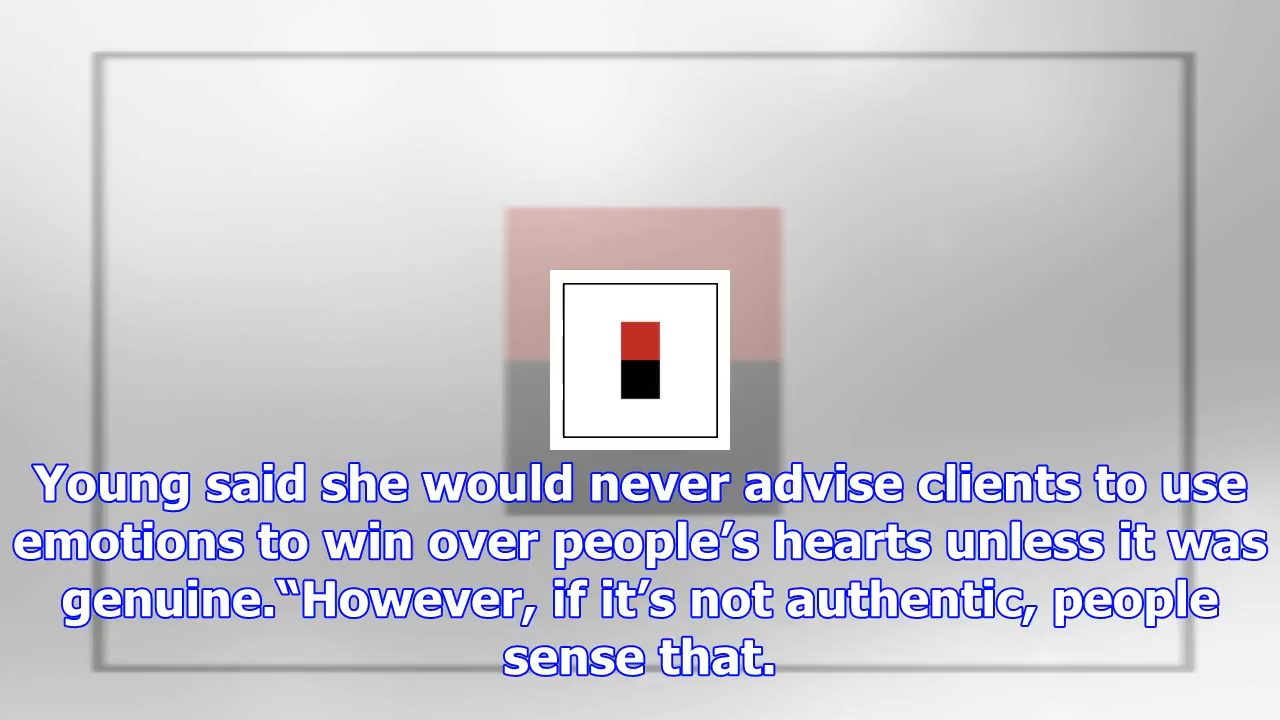 Young said she would never advise clients to use
emotions to win over people’s hearts unless it was
genuine.“However, if it’s not authentic, people
sense that.